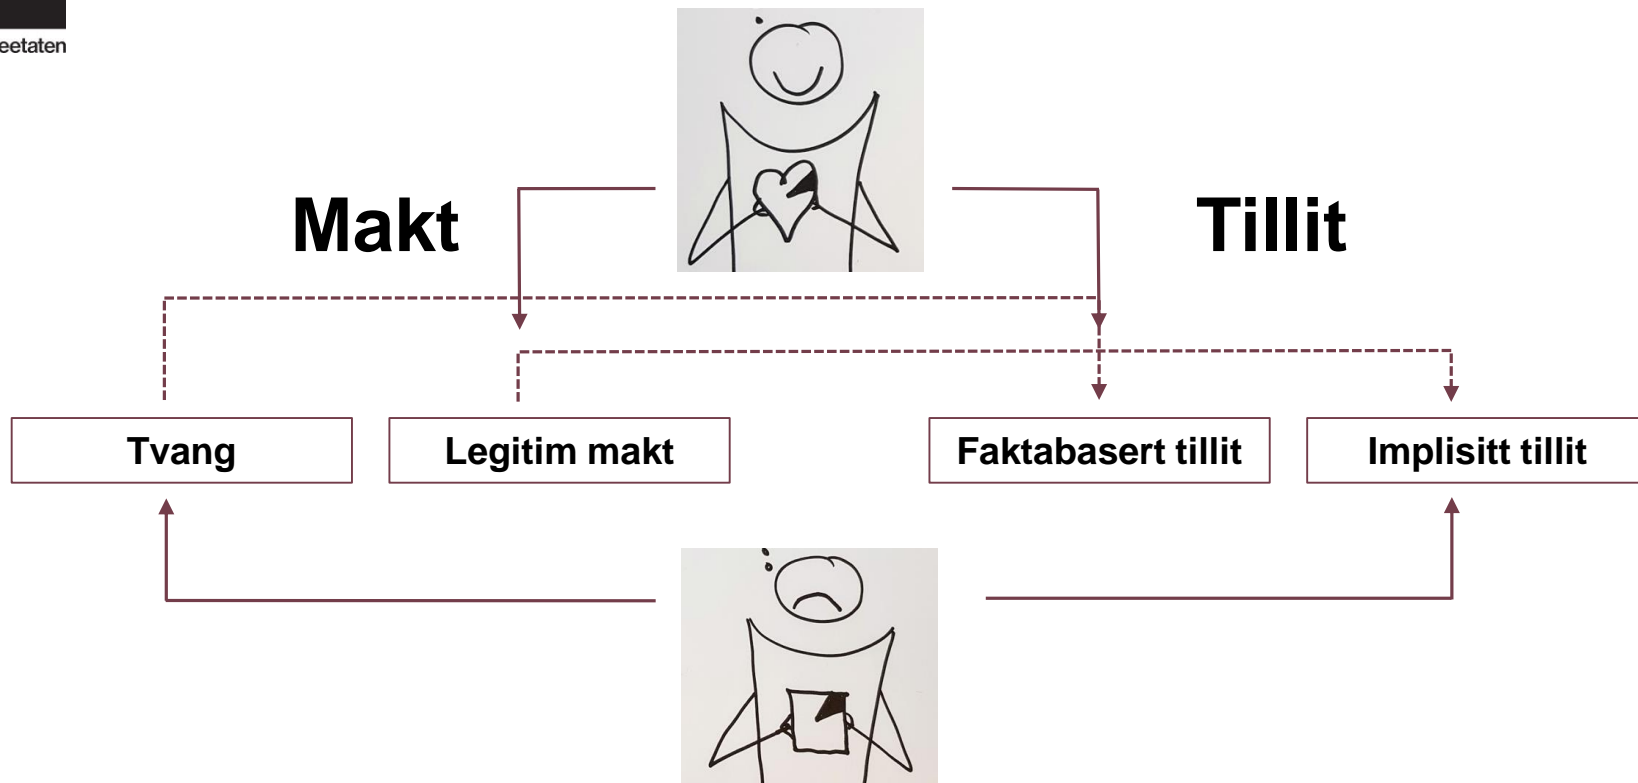 eetaten
Makt
Tillit
Tvang
Legitim makt
Faktabasert tillit
Implisitt tillit